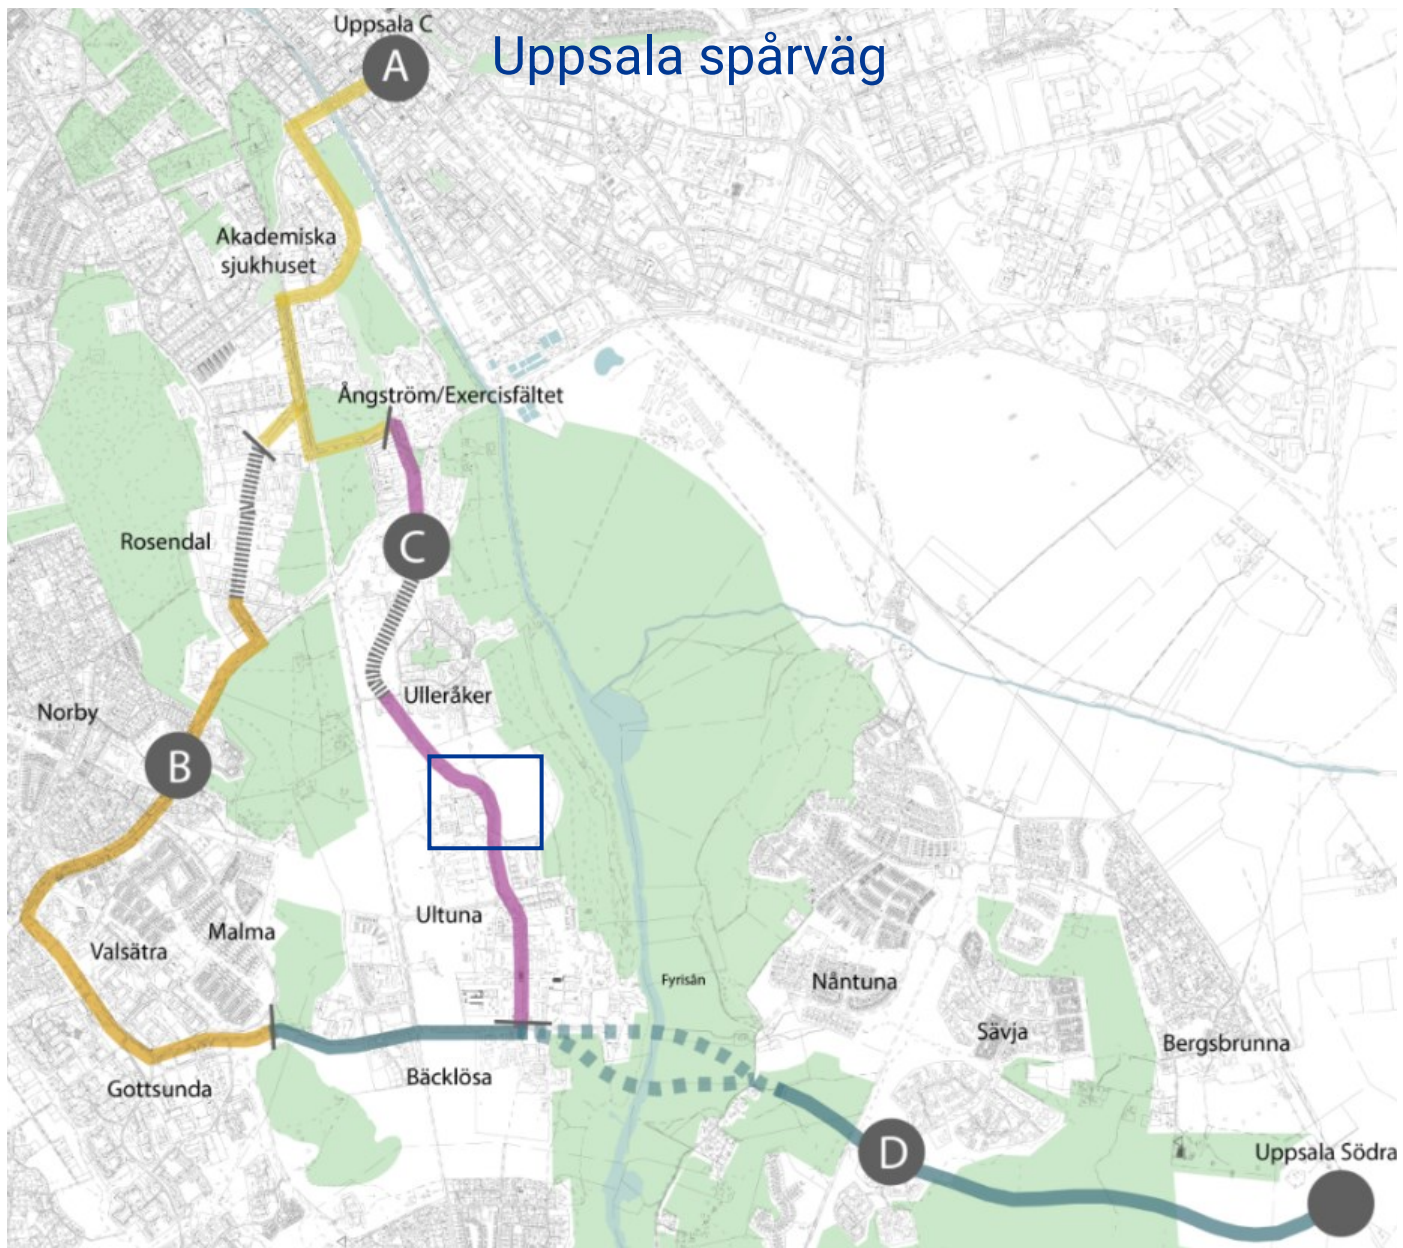 Uppsala C
A
Uppsala spårväg
Akademiska
sjukhuset
Ångström/Exercisfältet
Rosendal
C
Ulleråker
Norby
B
Ultuna
Malma
Valsätra
Fyrisån
Nåntuna
Sävja
Bergsbrunna
Bäcklösa
Gottsunda
D
Uppsala Södra